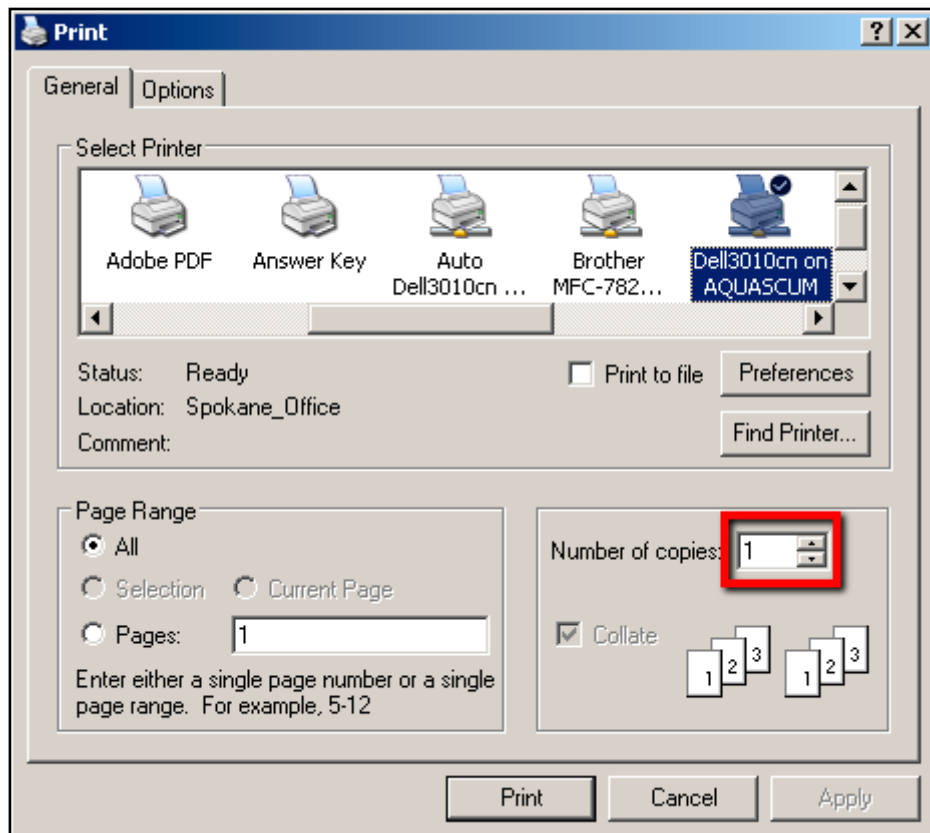 Print
General
Options
Select Printer
Adobe PDF
Answer Key
Auto
Dell3010cn ...
Brother
MFC-782...
Dell3010cn on
AQUASCUM
Status: Ready
Print to file
Preferences
Location: Spokane_Office
Comment:
Find Printer...
Page Range
All
Selection
Current Page
Pages: 1
Enter either a single page number or a single
page range. For example, 5-12
Number of copies: 1
Collate
1 2 3 1 2 3
Print
Cancel
Apply